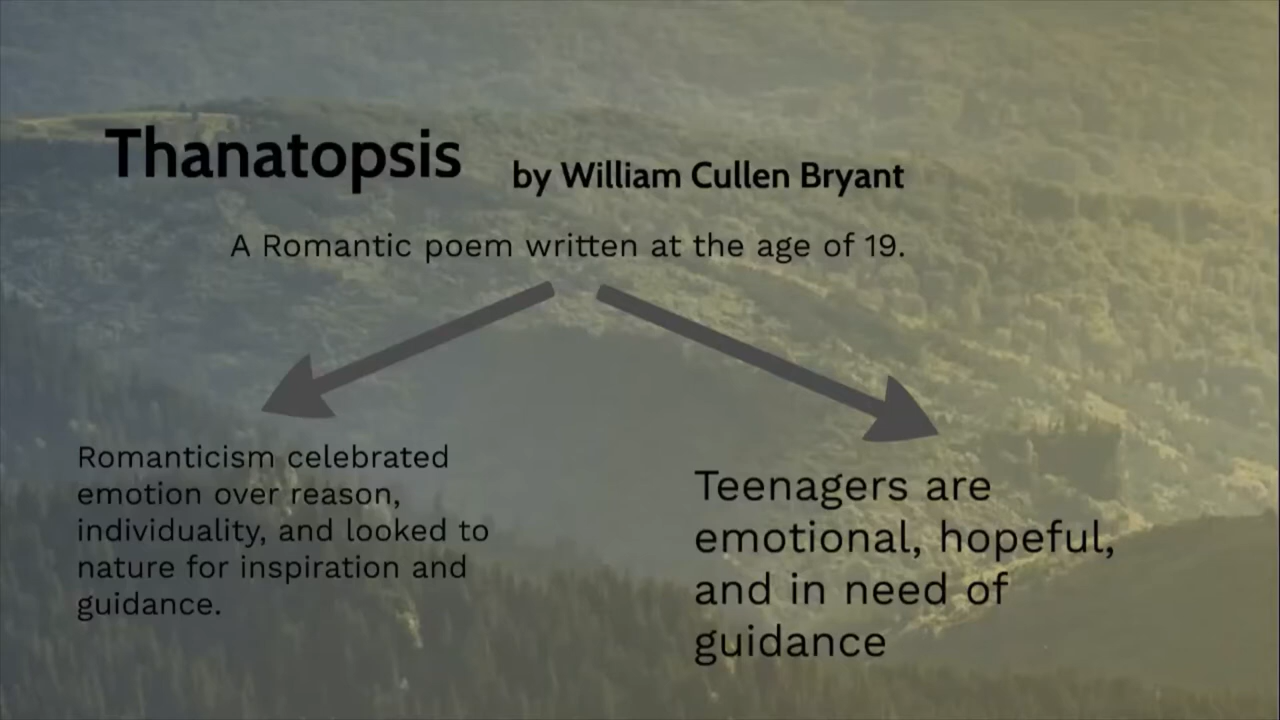 Thanatopsis by William Cullen Bryant
A Romantic poem written at the age of 19.
Romanticism celebrated
emotion over reason,
individuality, and looked to
nature for inspiration and
guidance.
Teenagers are
emotional, hopeful,
and in need of
guidance